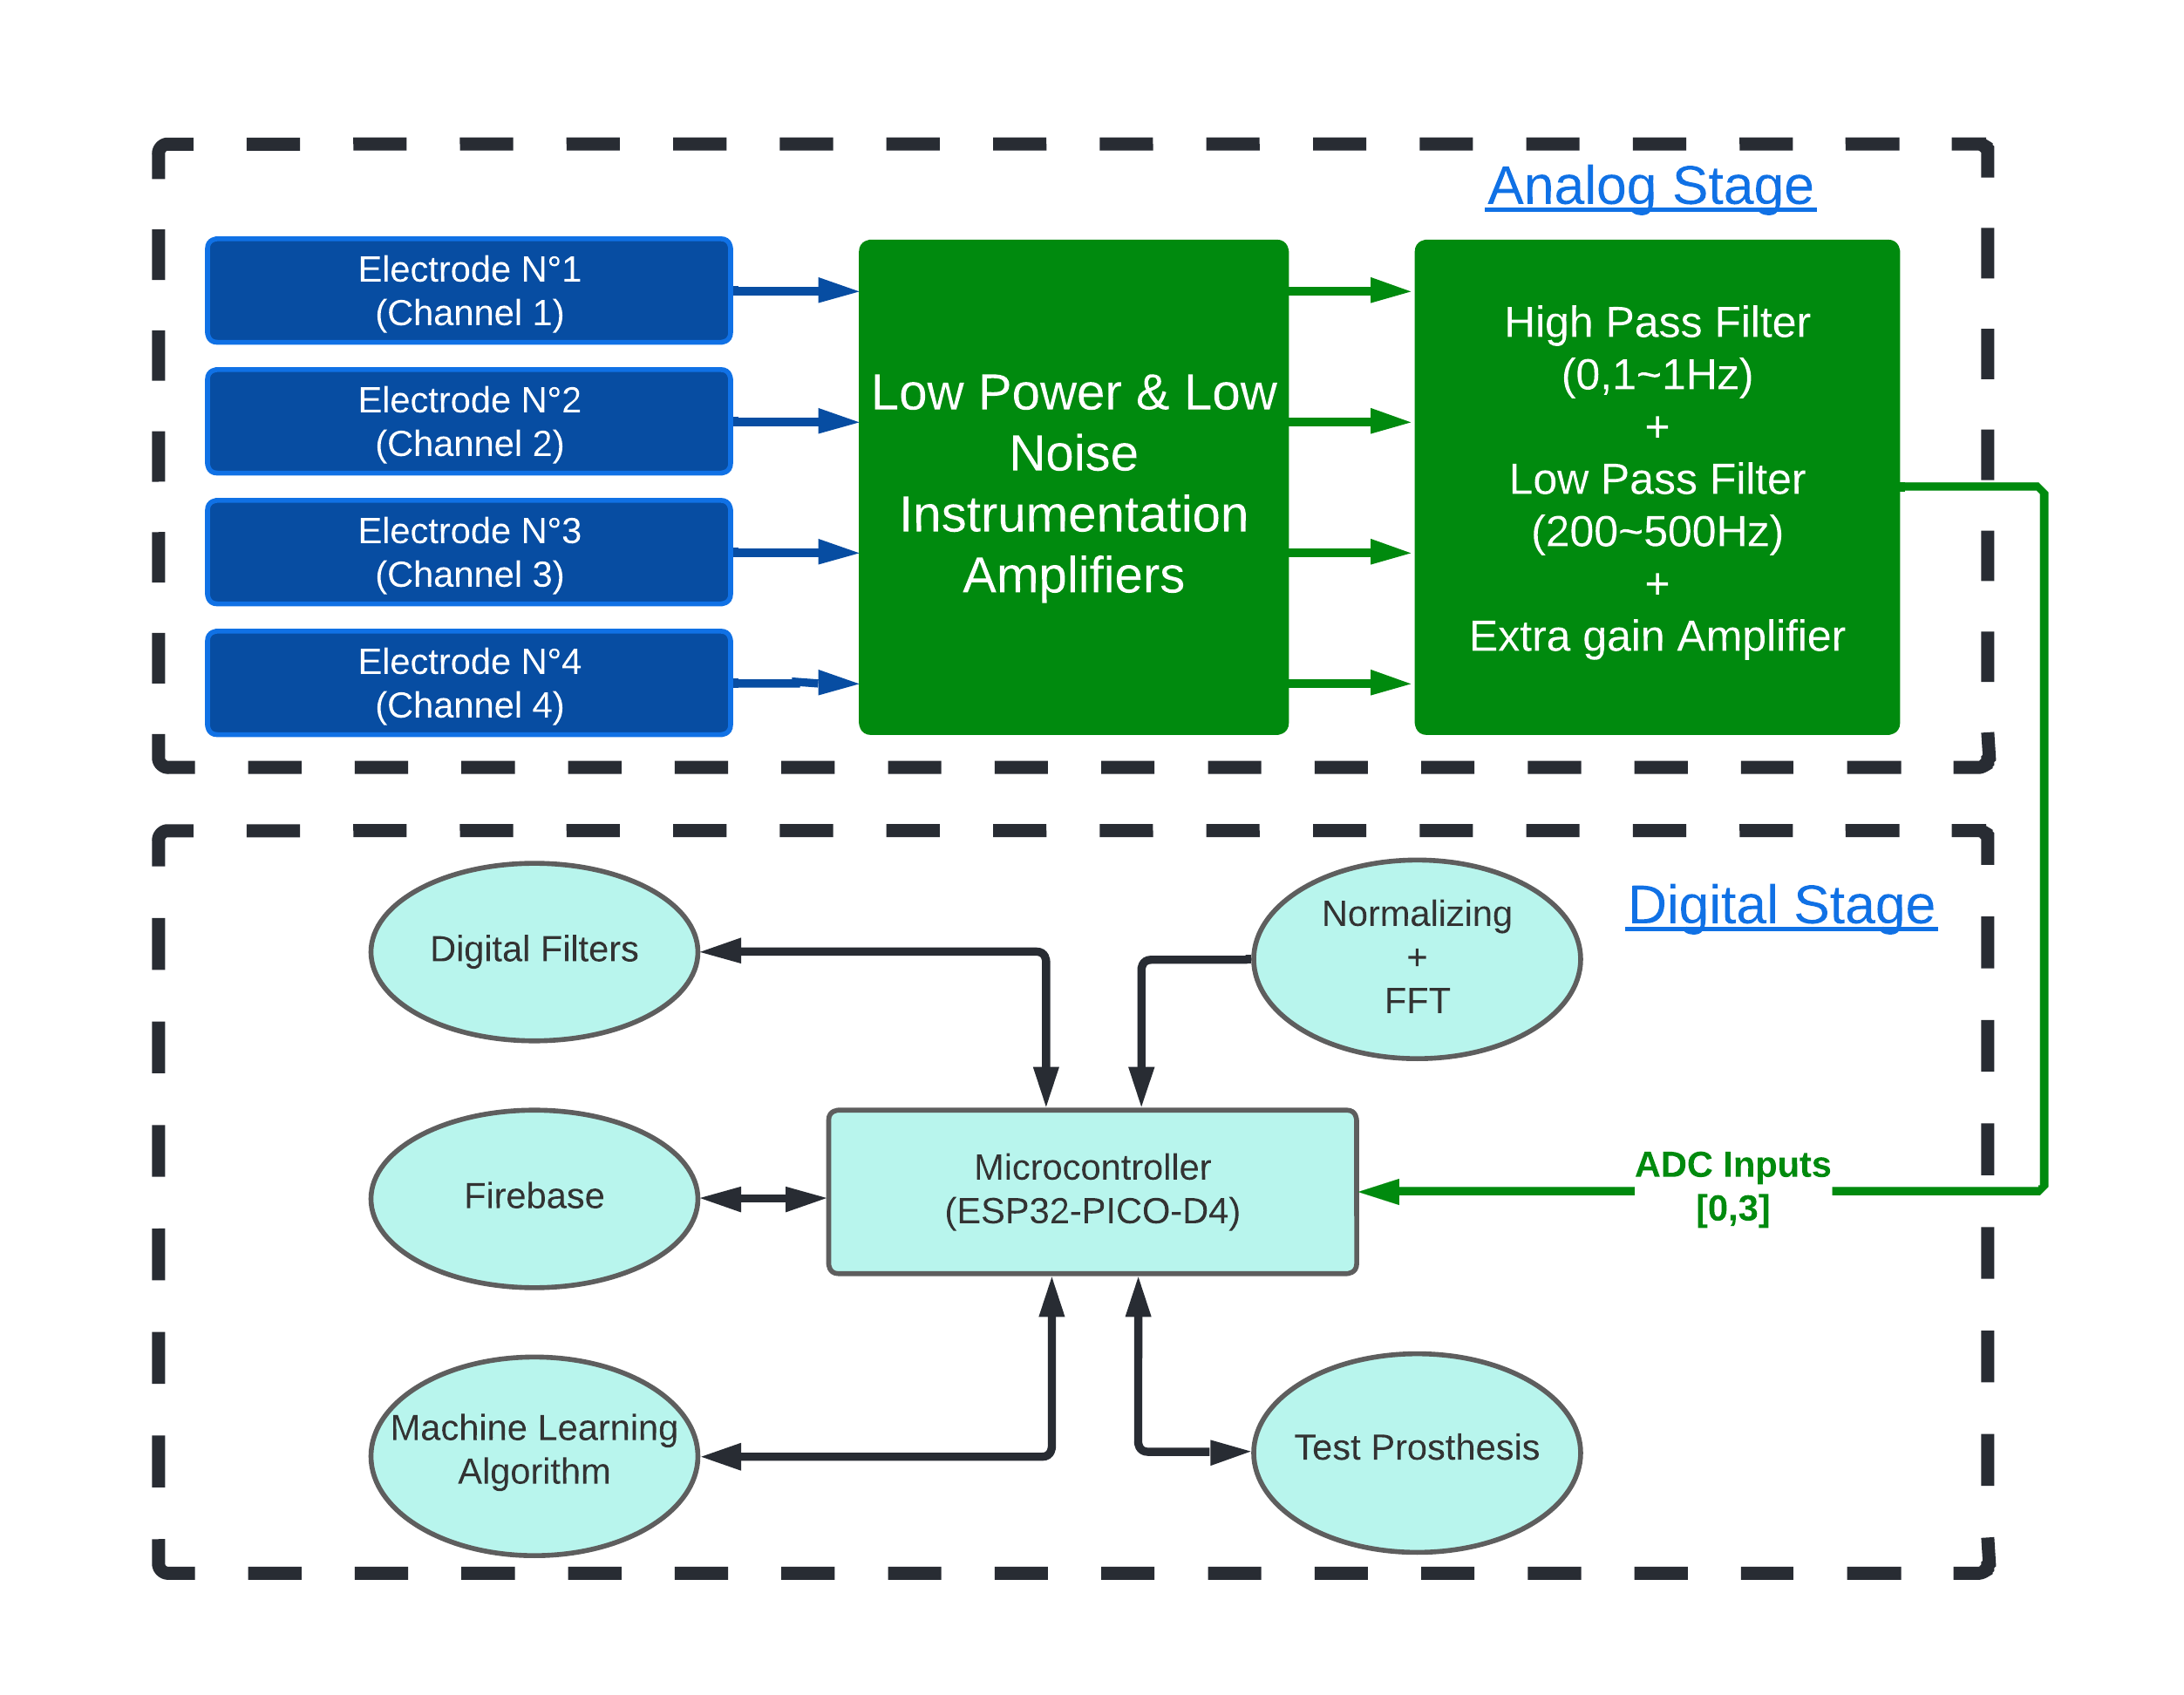 Analog Stage
Electrode N°1
(Channel 1)
Electrode N°2
(Channel 2)
Electrode N°3
(Channel 3)
Electrode N°4
(Channel 4)
Low Power & Low
Noise
Instrumentation
Amplifiers
High Pass Filter
(0,1~1Hz)
+
Low Pass Filter
(200~500Hz)
+
Extra gain Amplifier
Digital Stage
Digital Filters
Normalizing
+
FFT
Firebase
Microcontroller
(ESP32-PICO-D4)
ADC Inputs
[0,3]
Machine Learning
Algorithm
Test Prosthesis